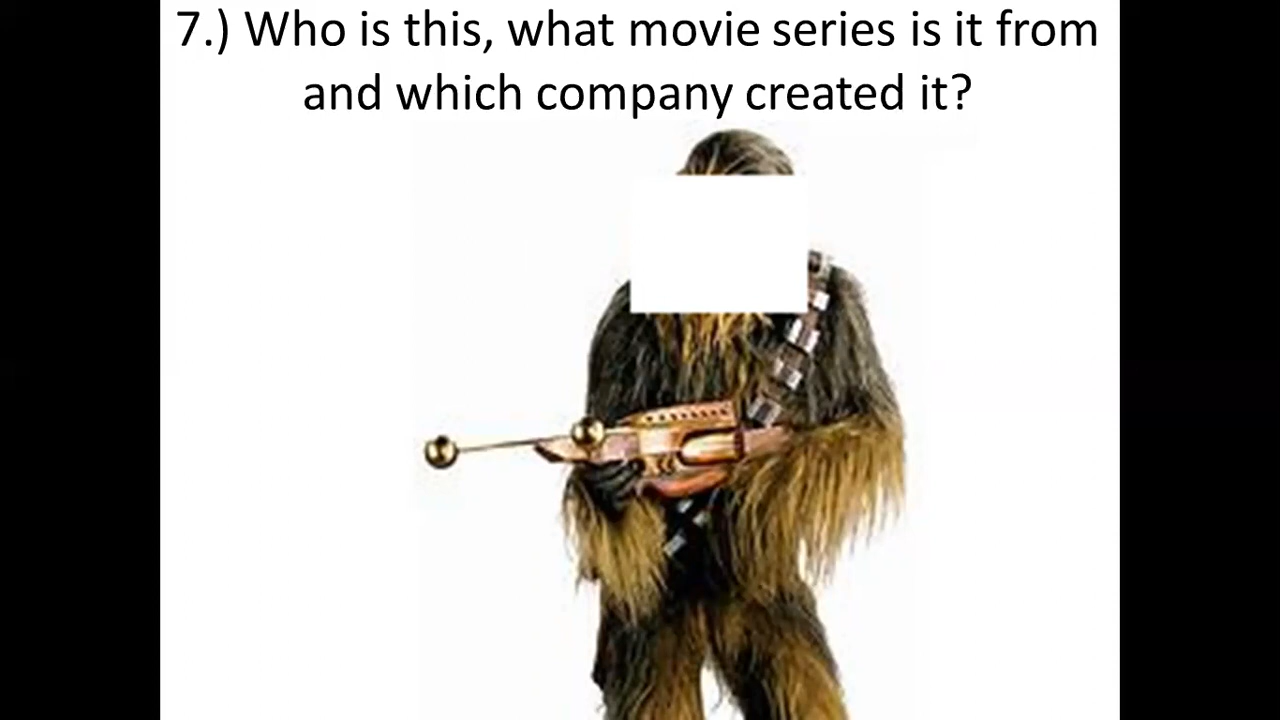 7.) Who is this, what movie series is it from
and which company created it?